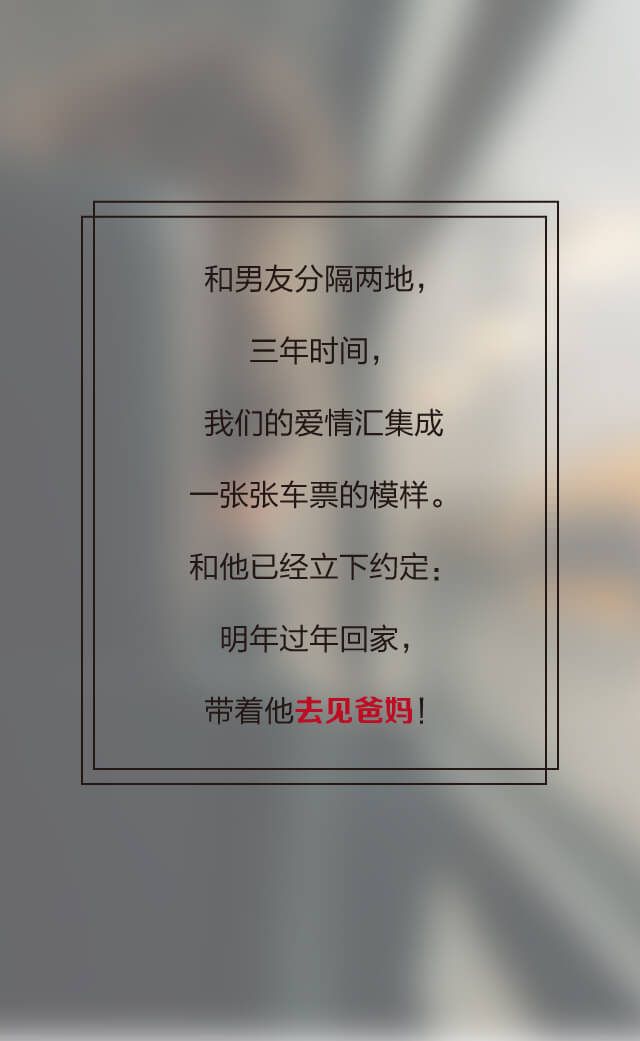 和男友分隔两地，
三年时间，
我们的爱情汇集成
一张张车票的模样。
和他已经立下约定：
明年过年回家，
带着他去见爸妈！